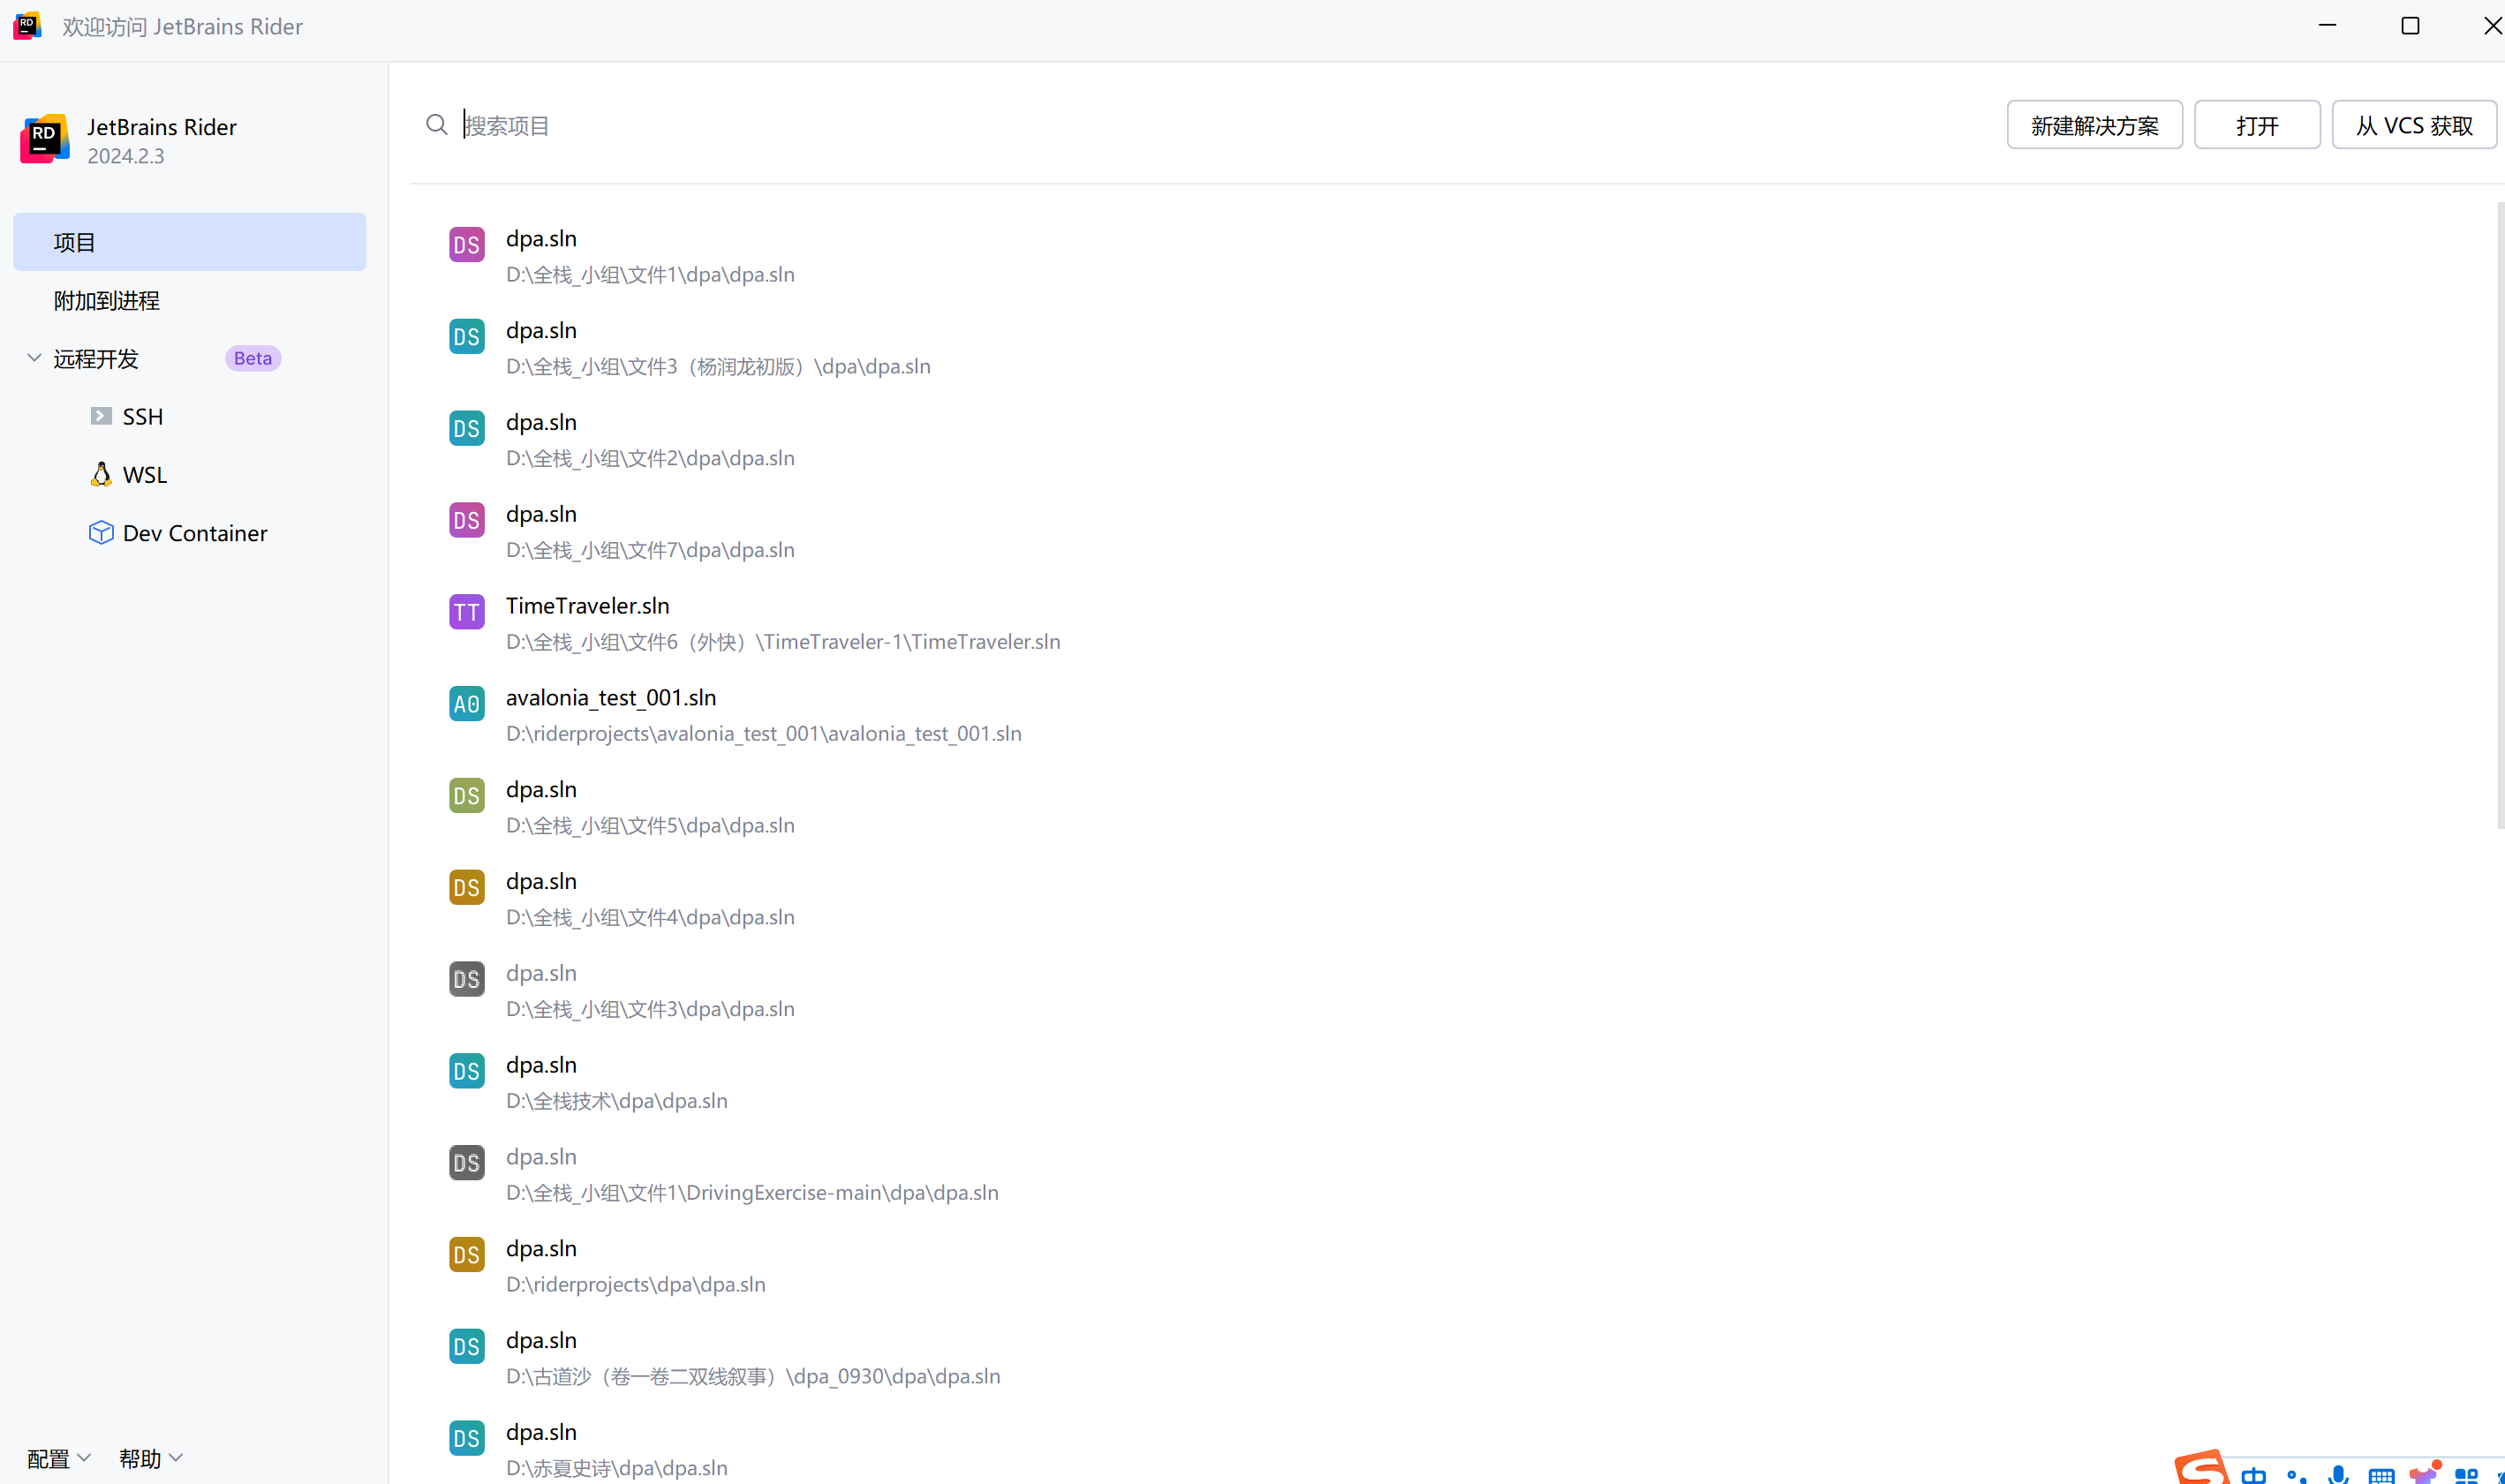 RD 欢迎访问 JetBrains Rider
RD JetBrains Rider
2024.2.3
项目
附加到进程
远程开发 Beta
SSH
WSL
Dev Container
配置 帮助
搜索项目 新建解决方案 打开 从 VCS 获取
DS dpa.sln
D:\全栈_小组\文件1\dpa\dpa.sln
DS dpa.sln
D:\全栈_小组\文件3（杨润龙初版）\dpa\dpa.sln
DS dpa.sln
D:\全栈_小组\文件2\dpa\dpa.sln
DS dpa.sln
D:\全栈_小组\文件7\dpa\dpa.sln
TT TimeTraveler.sln
D:\全栈_小组\文件6（外快）\TimeTraveler-1\TimeTraveler.sln
A0 avalonia_test_001.sln
D:\riderprojects\avalonia_test_001\avalonia_test_001.sln
DS dpa.sln
D:\全栈_小组\文件5\dpa\dpa.sln
DS dpa.sln
D:\全栈_小组\文件4\dpa\dpa.sln
DS dpa.sln
D:\全栈_小组\文件3\dpa\dpa.sln
DS dpa.sln
D:\全栈技术\dpa\dpa.sln
DS dpa.sln
D:\全栈_小组\文件1\DrivingExercise-main\dpa\dpa.sln
DS dpa.sln
D:\riderprojects\dpa\dpa.sln
DS dpa.sln
D:\古道沙（卷一卷二双线叙事）\dpa_0930\dpa\dpa.sln
DS dpa.sln
D:\赤夏史诗\dpa\dpa.sln
中